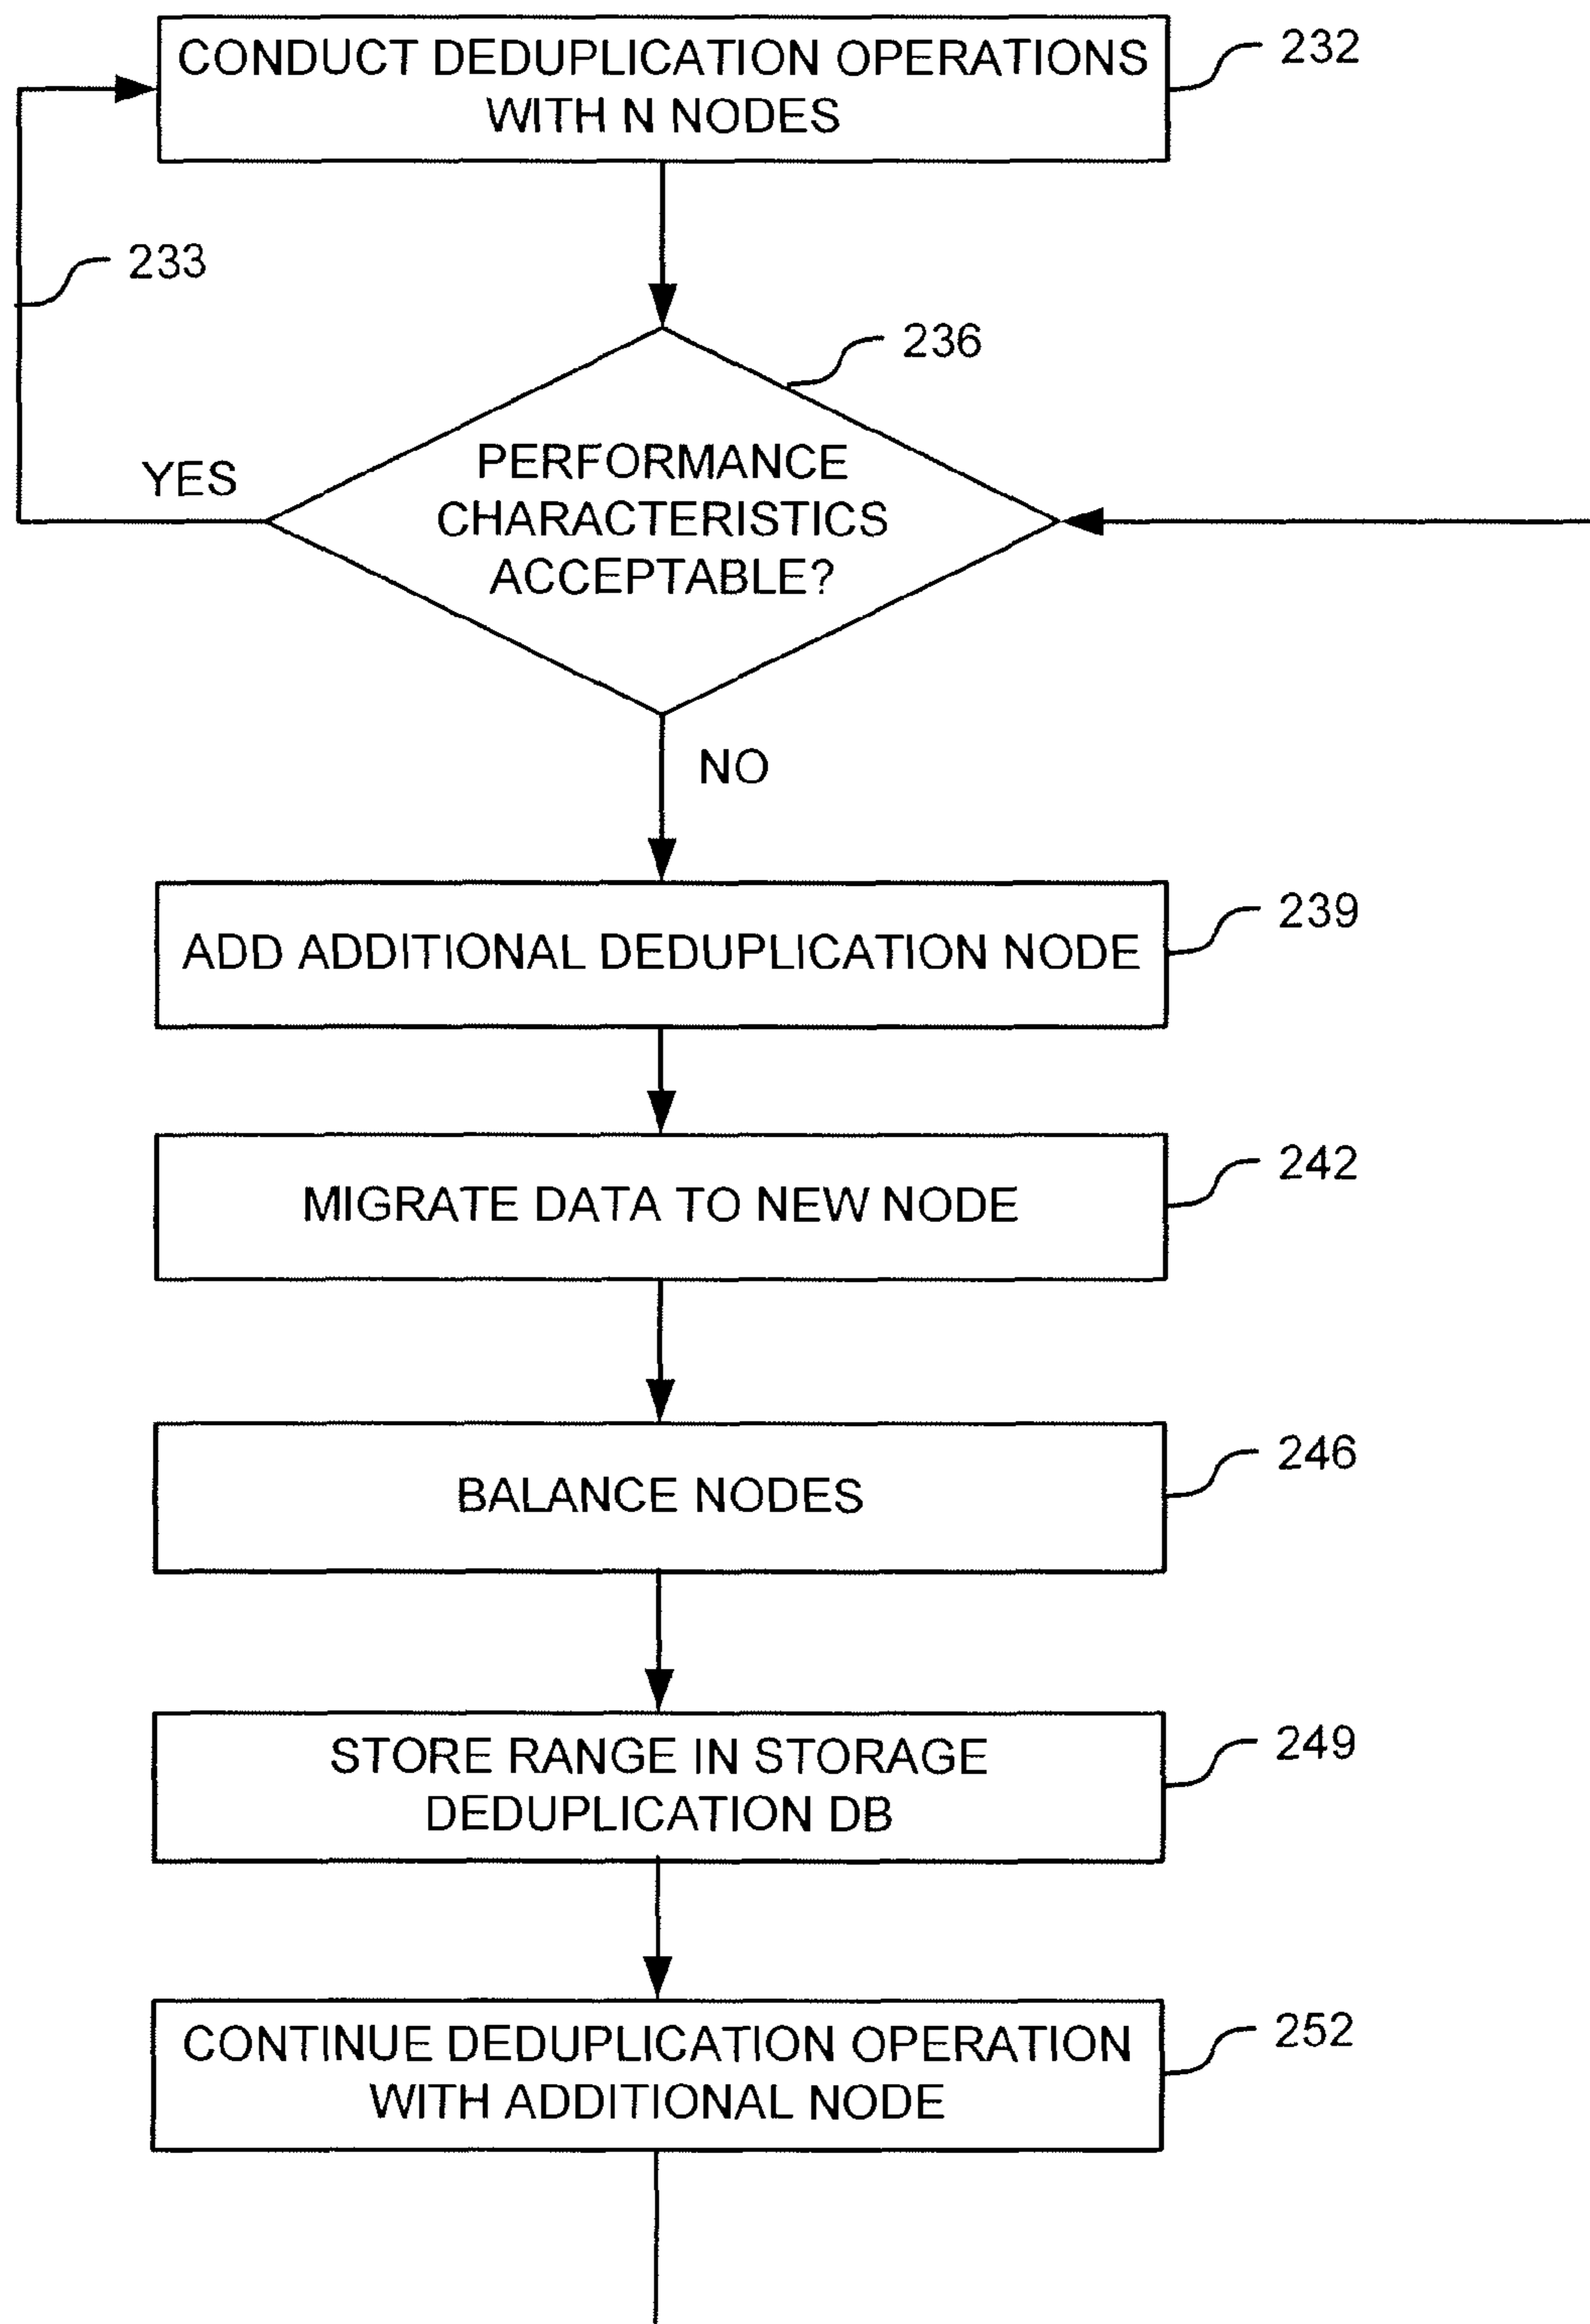 CONDUCT DEDUPLICATION OPERATIONS
WITH N NODES
232
233
236
PERFORMANCE
CHARACTERISTICS
ACCEPTABLE?
YES
NO
ADD ADDITIONAL DEDUPLICATION NODE
239
MIGRATE DATA TO NEW NODE
242
BALANCE NODES
246
STORE RANGE IN STORAGE
DEDUPLICATION DB
249
CONTINUE DEDUPLICATION OPERATION
WITH ADDITIONAL NODE
252